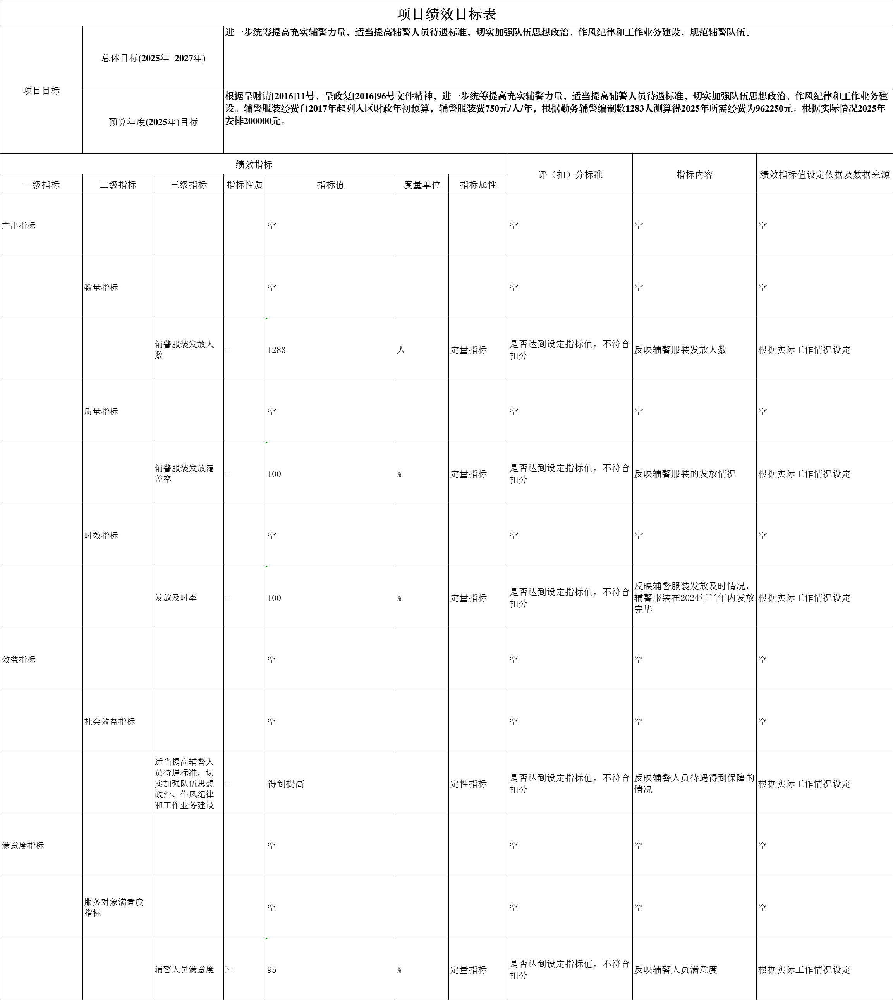 项目绩效目标表
项目目标
总体目标(2025年-2027年)
进一步统筹提高充实辅警力量，适当提高辅警人员待遇标准，切实加强队伍思想政治、作风纪律和工作业务建设，规范辅警队伍。
预算年度(2025年)目标
根据呈财请[2016]11号、呈政复[2016]96号文件精神，进一步统筹提高充实辅警力量，适当提高辅警人员待遇标准，切实加强队伍思想政治、作风纪律和工作业务建
设。辅警服装经费自2017年起列入区财政年初预算，辅警服装费750元/人/年，根据勤务辅警编制数1283人测算得2025年所需经费为962250元。根据实际情况2025年
安排200000元。
绩效指标
评（扣）分标准
指标内容
绩效指标值设定依据及数据来源
一级指标
二级指标
三级指标
指标性质
指标值
度量单位
指标属性
产出指标
空
空
空
空
数量指标
空
空
空
空
辅警服装发放人
数
=
1283
人
定量指标
是否达到设定指标值，不符合
扣分
反映辅警服装发放人数
根据实际工作情况设定
质量指标
空
空
空
空
辅警服装发放覆
盖率
=
100
%
定量指标
是否达到设定指标值，不符合
扣分
反映辅警服装的发放情况
根据实际工作情况设定
时效指标
空
空
空
空
发放及时率
=
100
%
定量指标
是否达到设定指标值，不符合
扣分
反映辅警服装发放及时情况，
辅警服装在2024年当年内发放
完毕
根据实际工作情况设定
效益指标
空
空
空
空
社会效益指标
空
空
空
空
适当提高辅警人
员待遇标准，切
实加强队伍思想
政治、作风纪律
和工作业务建设
=
得到提高
定性指标
是否达到设定指标值，不符合
扣分
反映辅警人员待遇得到保障的
情况
根据实际工作情况设定
满意度指标
空
空
空
空
服务对象满意度
指标
空
空
空
空
辅警人员满意度
>=
95
%
定量指标
是否达到设定指标值，不符合
扣分
反映辅警人员满意度
根据实际工作情况设定